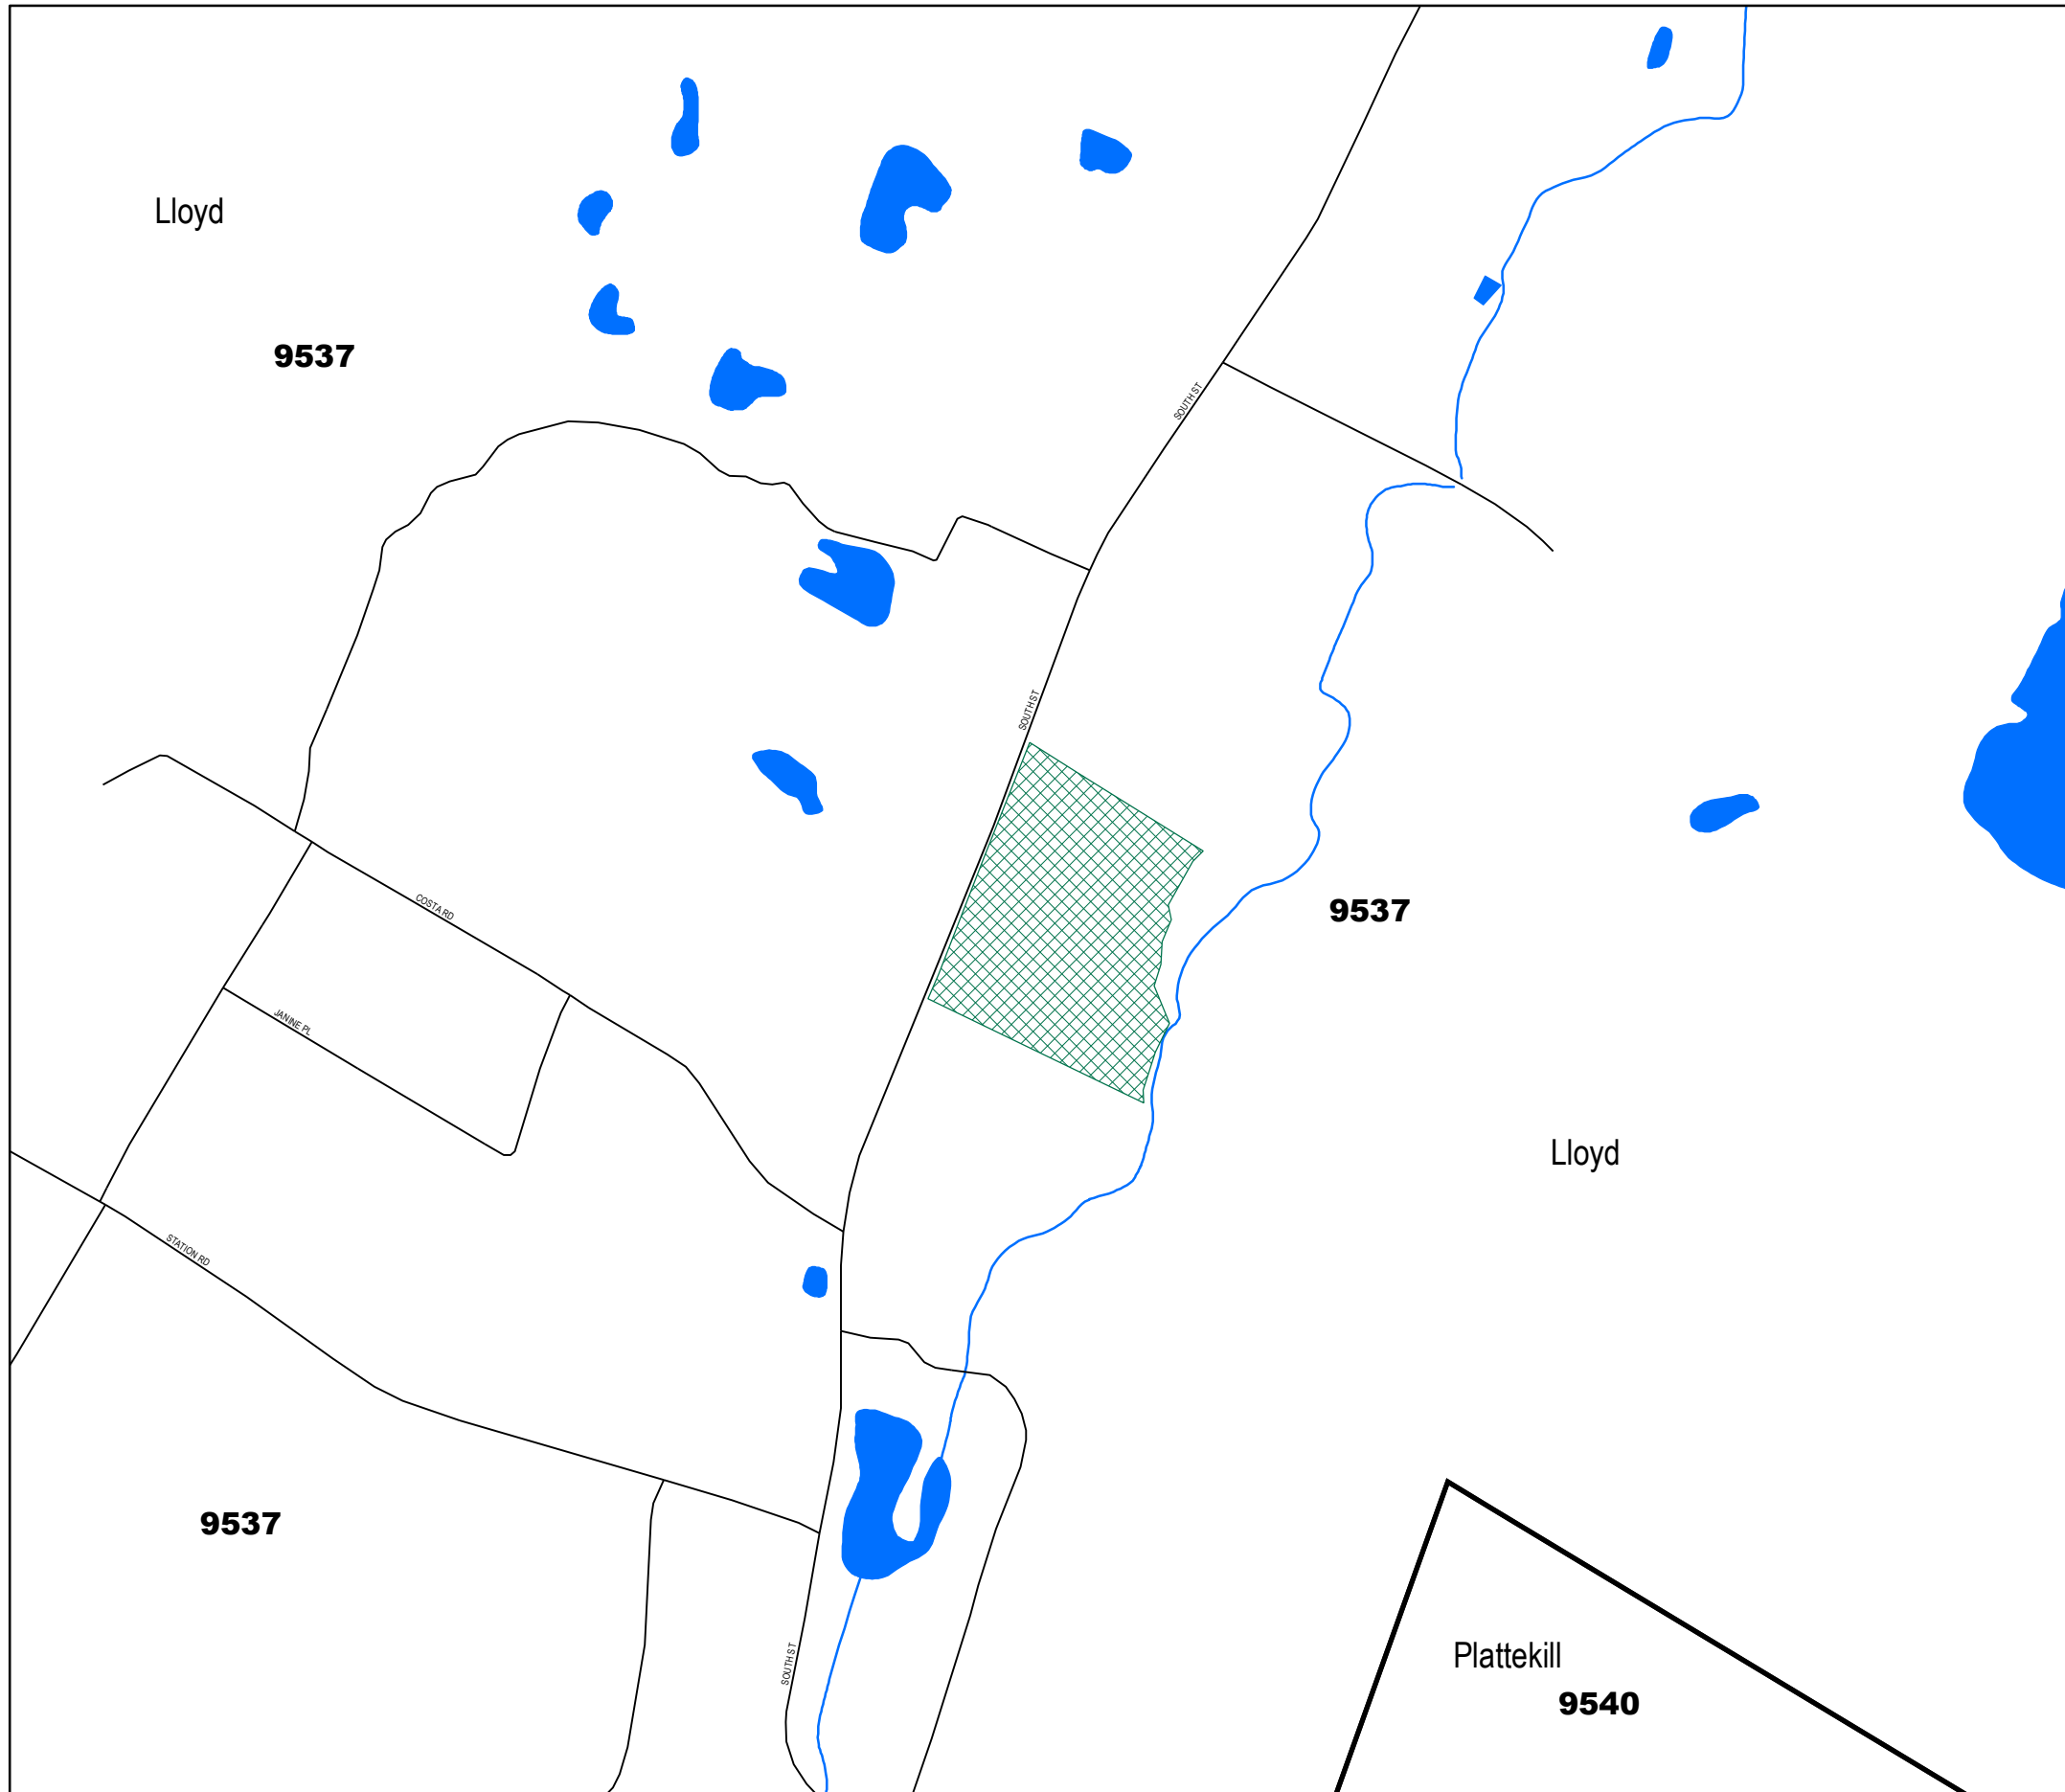 Lloyd
9537
SOUTH ST
SOUTH ST
COSTA RD
9537
JANINE PL
Lloyd
STATION RD
9537
SOUTH ST
Plattekill
9540